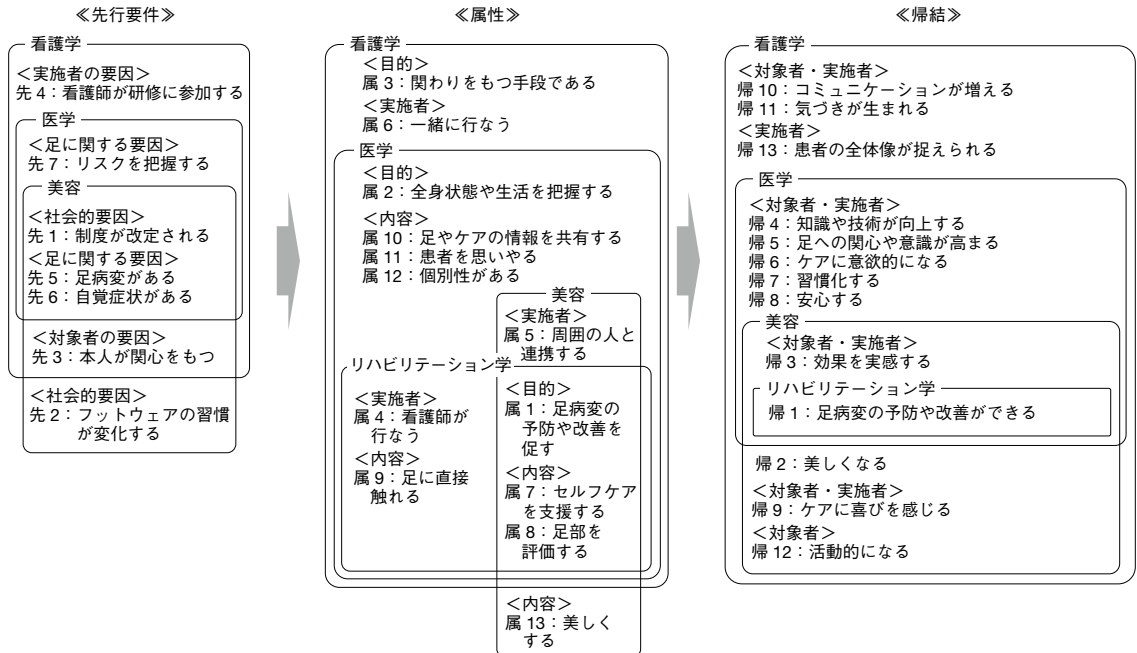 ≪先行要件≫
看護学
＜実施者の要因＞
先 4：看護師が研修に参加する
医学
＜足に関する要因＞
先 7：リスクを把握する
美容
＜社会的要因＞
先 1：制度が改定される
＜足に関する要因＞
先 5：足病変がある
先 6：自覚症状がある
＜対象者の要因＞
先 3：本人が関心をもつ
＜社会的要因＞
先 2：フットウェアの習慣
が変化する
≪属性≫
看護学
＜目的＞
属 3：関わりをもつ手段である
＜実施者＞
属 6：一緒に行なう
医学
＜目的＞
属 2：全身状態や生活を把握する
＜内容＞
属 10：足やケアの情報を共有する
属 11：患者を思いやる
属 12：個別性がある
美容
＜実施者＞
属 5：周囲の人と
連携する
リハビリテーション学
＜実施者＞
属 4：看護師が
行なう
＜内容＞
属 9：足に直接
触れる
＜目的＞
属 1：足病変の
予防や改善を
促す
＜内容＞
属 7：セルフケア
を支援する
属 8：足部を
評価する
＜内容＞
属 13：美しく
する
≪帰結≫
看護学
＜対象者・実施者＞
帰 10：コミュニケーションが増える
帰 11：気づきが生まれる
＜実施者＞
帰 13：患者の全体像が捉えられる
医学
＜対象者・実施者＞
帰 4：知識や技術が向上する
帰 5：足への関心や意識が高まる
帰 6：ケアに意欲的になる
帰 7：習慣化する
帰 8：安心する
美容
＜対象者・実施者＞
帰 3：効果を実感する
リハビリテーション学
帰 1：足病変の予防や改善ができる
帰 2：美しくなる
＜対象者・実施者＞
帰 9：ケアに喜びを感じる
＜対象者＞
帰 12：活動的になる